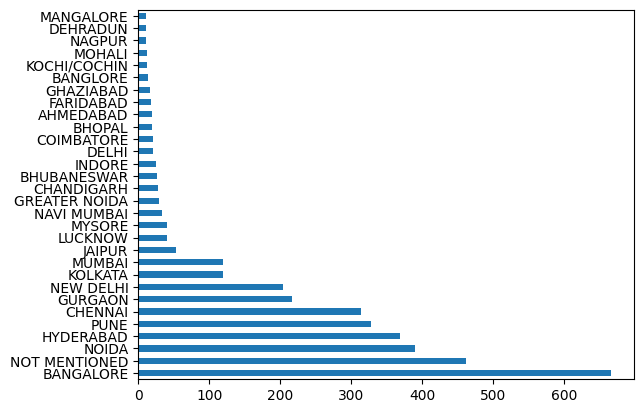 MANGALORE
DEHRADUN
NAGPUR
MOHALI
KOCHI/COCHIN
BANGLORE
GHAZIABAD
FARIDABAD
AHMEDABAD
BHOPAL
COIMBATORE
DELHI
INDORE
BHUBANESWAR
CHANDIGARH
GREATER NOIDA
NAVI MUMBAI
MYSORE
LUCKNOW
JAIPUR
MUMBAI
KOLKATA
NEW DELHI
GURGAON
CHENNAI
PUNE
HYDERABAD
NOIDA
NOT MENTIONED
BANGALORE
0 100 200 300 400 500 600